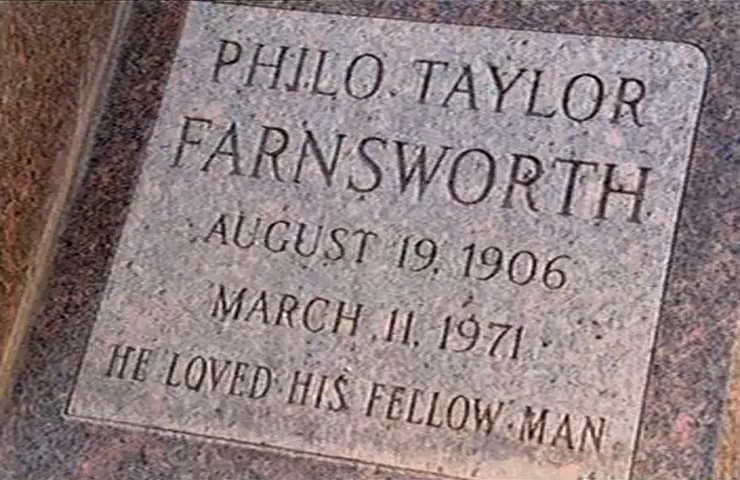 PHILO TAYLOR
FARNSWORTH
AUGUST 19, 1906
MARCH 11, 1971
HE LOVED HIS FELLOW MAN